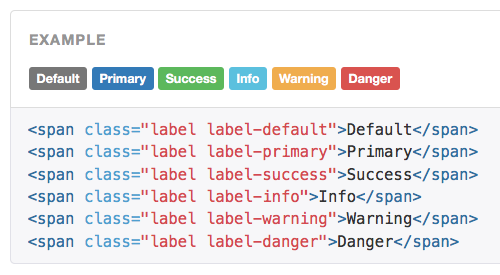 EXAMPLE
Default Primary Success Info Warning Danger
<span class="label label-default">Default</span>
<span class="label label-primary">Primary</span>
<span class="label label-success">Success</span>
<span class="label label-info">Info</span>
<span class="label label-warning">Warning</span>
<span class="label label-danger">Danger</span>